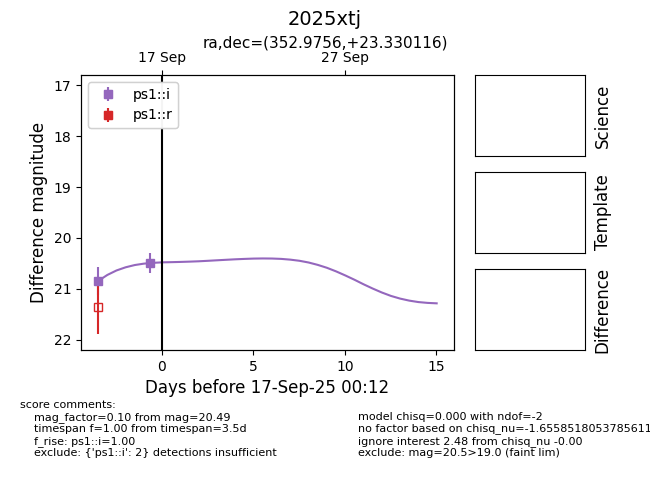 2025xtj
ra,dec=(352.9756,+23.330116)
17 Sep
27 Sep
17
18
19
20
21
22
Difference magnitude
ps1::i
ps1::r
0
5
10
15
Days before 17-Sep-25 00:12
Science
Template
Difference
score comments:
mag_factor=0.10 from mag=20.49
timespan f=1.00 from timespan=3.5d
f_rise: ps1::i=1.00
exclude: {'ps1::i': 2} detections insufficient
model chisq=0.000 with ndof=-2
no factor based on chisq_nu=-1.6558518053785611
ignore interest 2.48 from chisq_nu -0.00
exclude: mag=20.5>19.0 (faint lim)